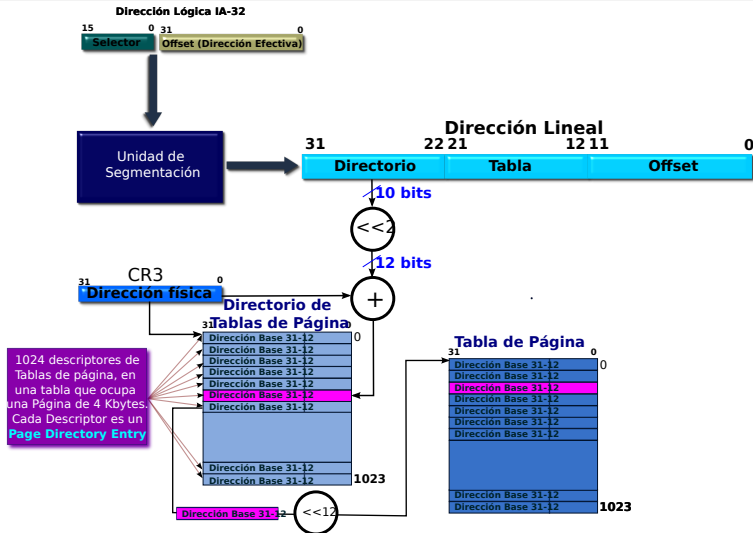 Dirección Lógica IA-32
15 0 31 0
Selector Offset (Dirección Efectiva)
Unidad de
Segmentación
Dirección Lineal
31 22 21 12 11 0
Directorio Tabla Offset
10 bits
<<2
12 bits
CR3
31 0
Dirección física
+
Directorio de
Tablas de Página
31 0
Dirección Base 31-12 0
Dirección Base 31-12
Dirección Base 31-12
Dirección Base 31-12
Dirección Base 31-12
Dirección Base 31-12
Dirección Base 31-12
Dirección Base 31-12
Dirección Base 31-12 1023
1024 descriptores de
Tablas de página, en
una tabla que ocupa
una Página de 4 Kbytes.
Cada Descriptor es un
Page Directory Entry
Dirección Base 31-12
<<12
Tabla de Página
31 0
Dirección Base 31-12 0
Dirección Base 31-12
Dirección Base 31-12
Dirección Base 31-12
Dirección Base 31-12
Dirección Base 31-12
Dirección Base 31-12
Dirección Base 31-12
Dirección Base 31-12 1023